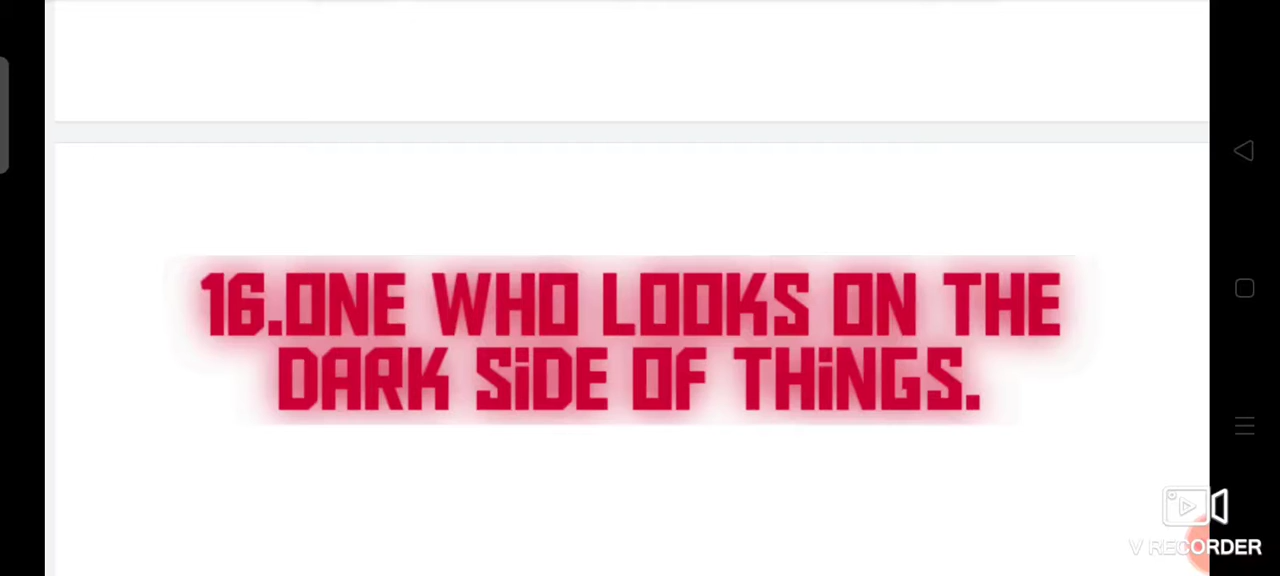 16.ONE WHO LOOKS ON THE
DARK SiDE OF THiNGS.
V RECORDER